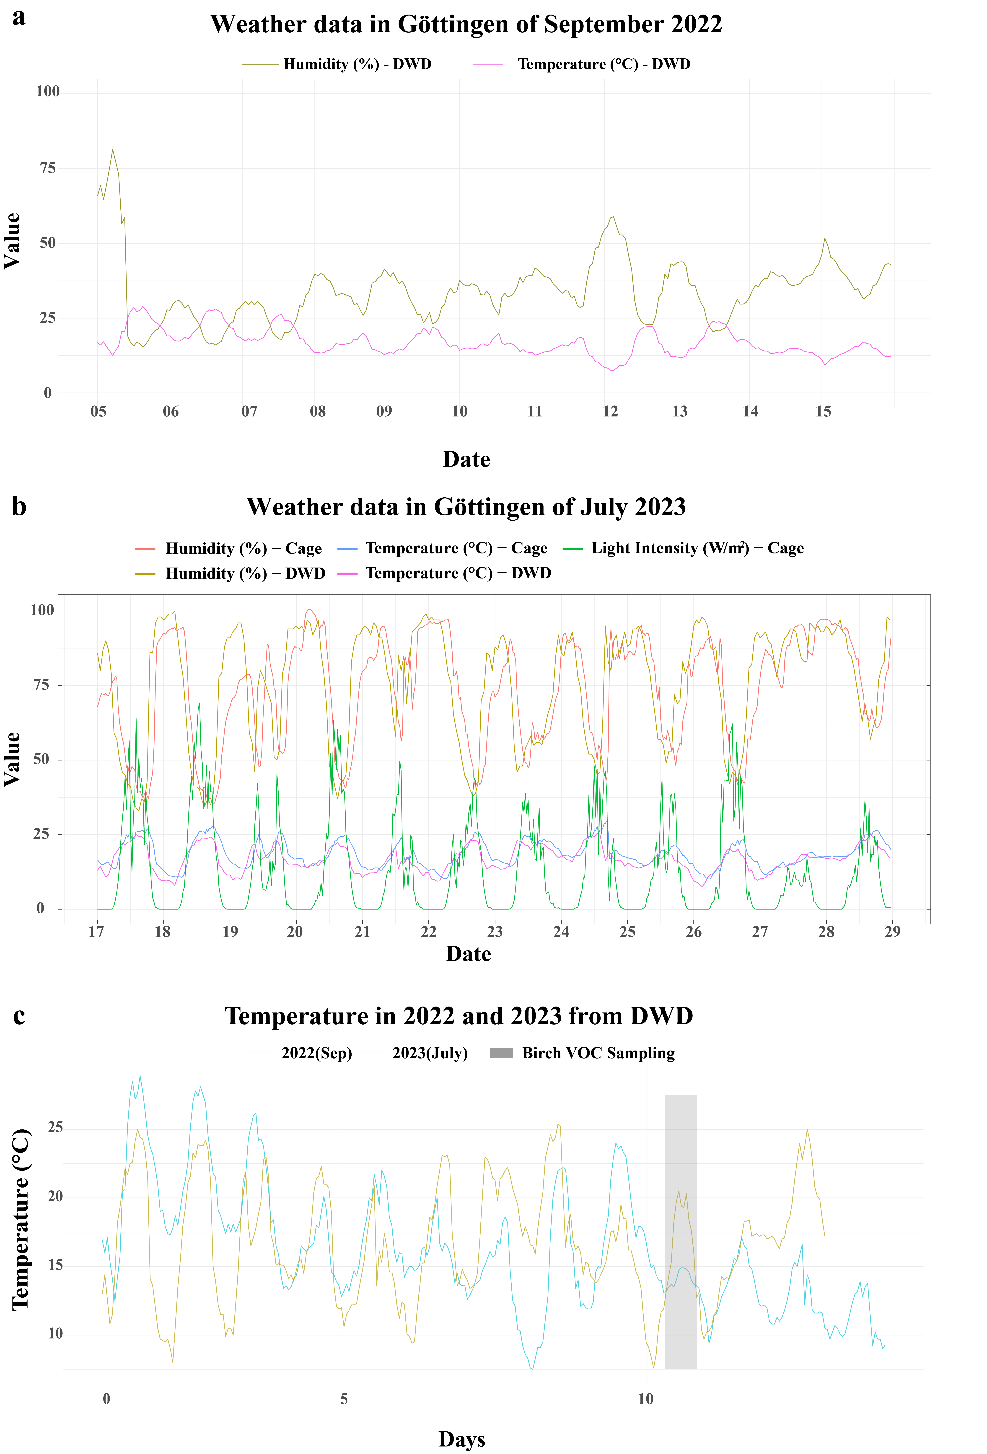 a
Weather data in Göttingen of September 2022
Humidity (%) - DWD Temperature (°C) - DWD
100
75
50
25
0
Value
05 06 07 08 09 10 11 12 13 14 15
Date
b
Weather data in Göttingen of July 2023
Humidity (%) − Cage Temperature (°C) − Cage Light Intensity (W/m²) − Cage
Humidity (%) − DWD Temperature (°C) − DWD
100
75
50
25
0
Value
17 18 19 20 21 22 23 24 25 26 27 28 29
Date
c
Temperature in 2022 and 2023 from DWD
2022(Sep) 2023(July) Birch VOC Sampling
25
20
15
10
Temperature (°C)
0 5 10
Days